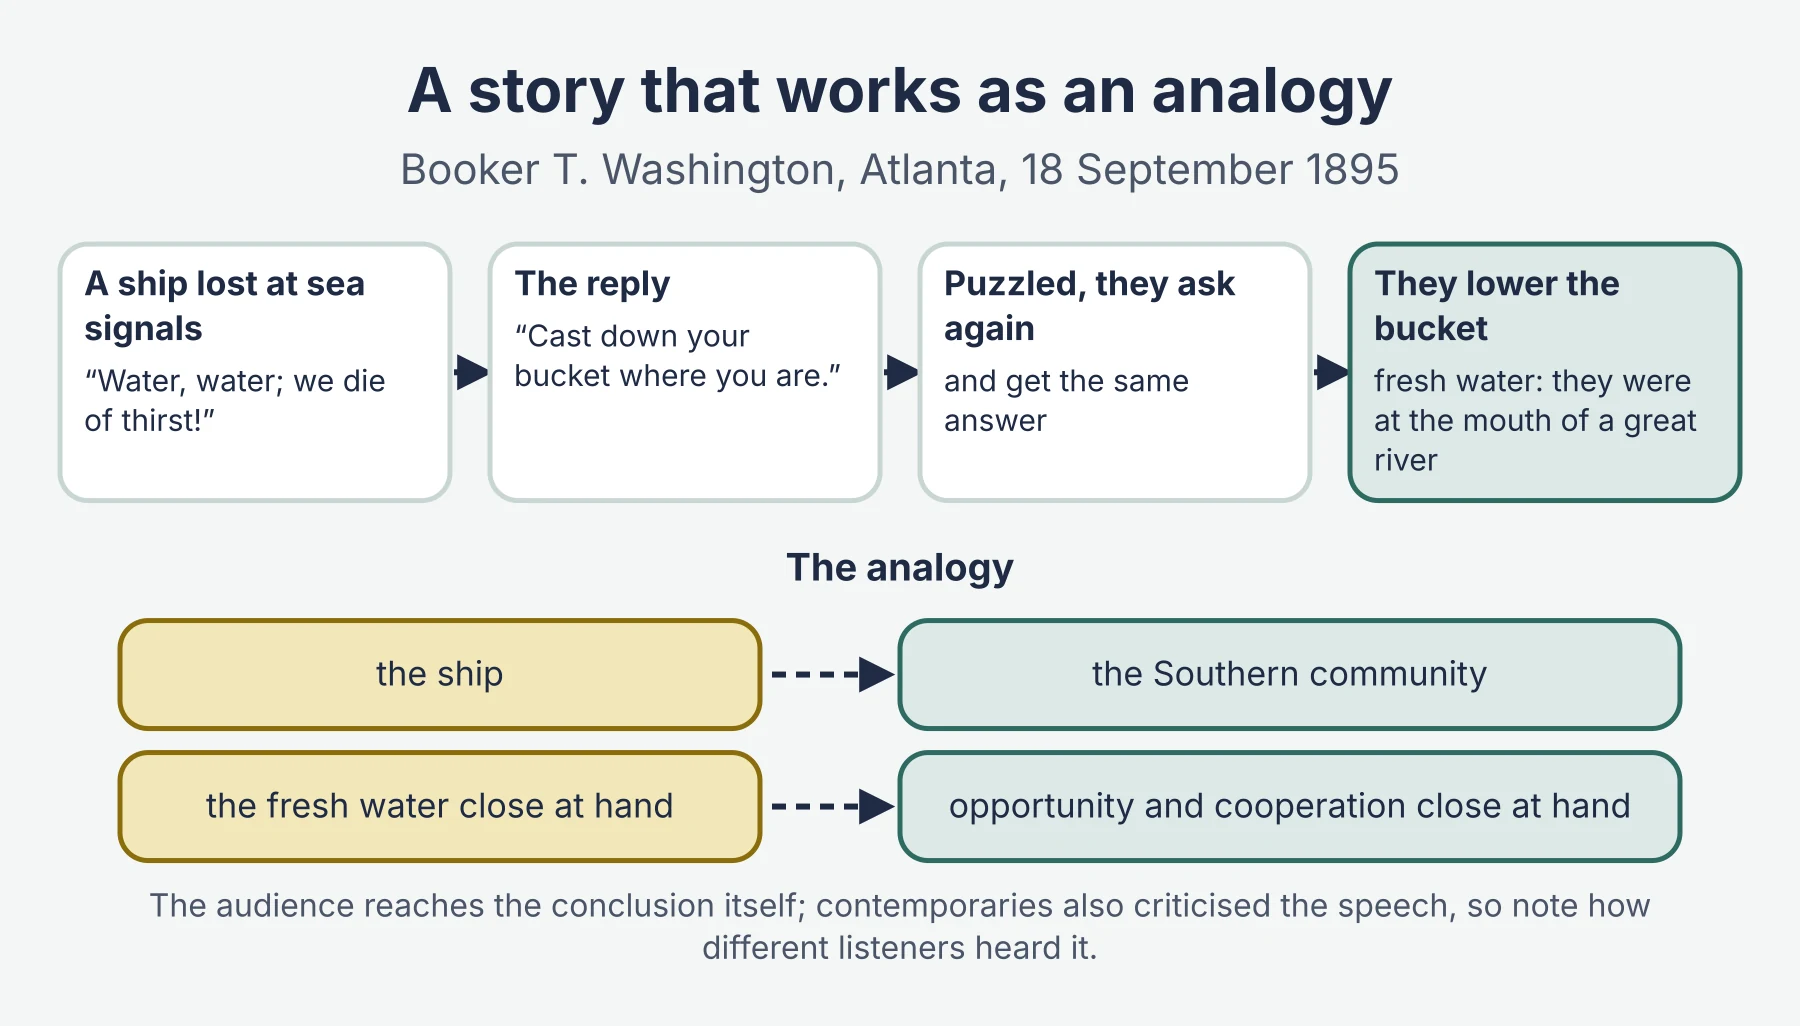 A story that works as an analogy
Booker T. Washington, Atlanta, 18 September 1895
A ship lost at sea
signals
“Water, water; we die
of thirst!”
The reply
“Cast down your
bucket where you are.”
Puzzled, they ask
again
and get the same
answer
They lower the
bucket
fresh water: they were
at the mouth of a great
river
The analogy
the ship
the Southern community
the fresh water close at hand
opportunity and cooperation close at hand
The audience reaches the conclusion itself; contemporaries also criticised the speech, so note how
different listeners heard it.